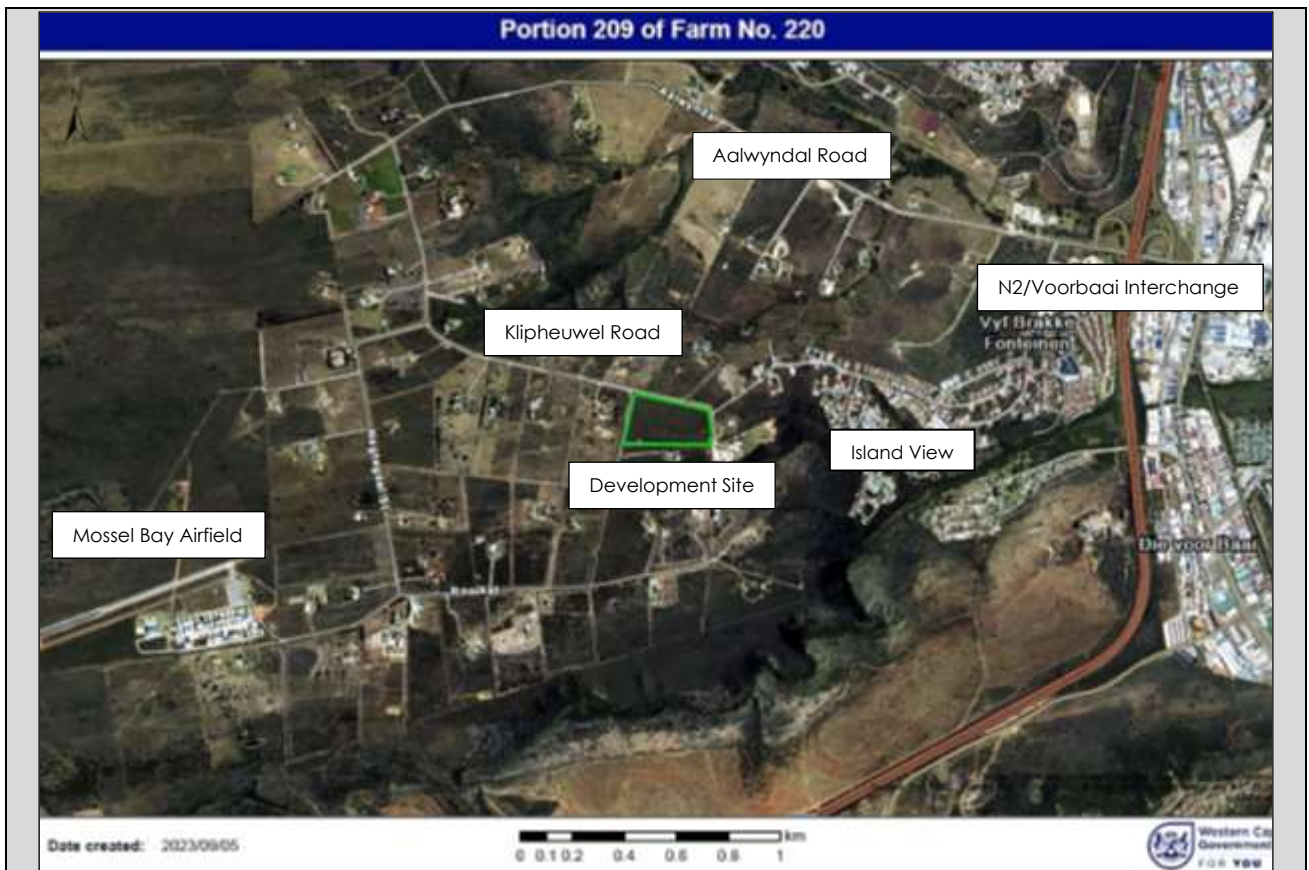 Portion 209 of Farm No. 220
Aalwyndal Road
N2/Voorbaai Interchange
Vyf Brakke
Fonteinen
Klipheuwel Road
Island View
Development Site
Mossel Bay Airfield
Die voor Baai
Rooikat
Date created: 2023/09/05
km
0 0.1 0.2 0.4 0.6 0.8 1
Western Ca
Government
FOR YOU